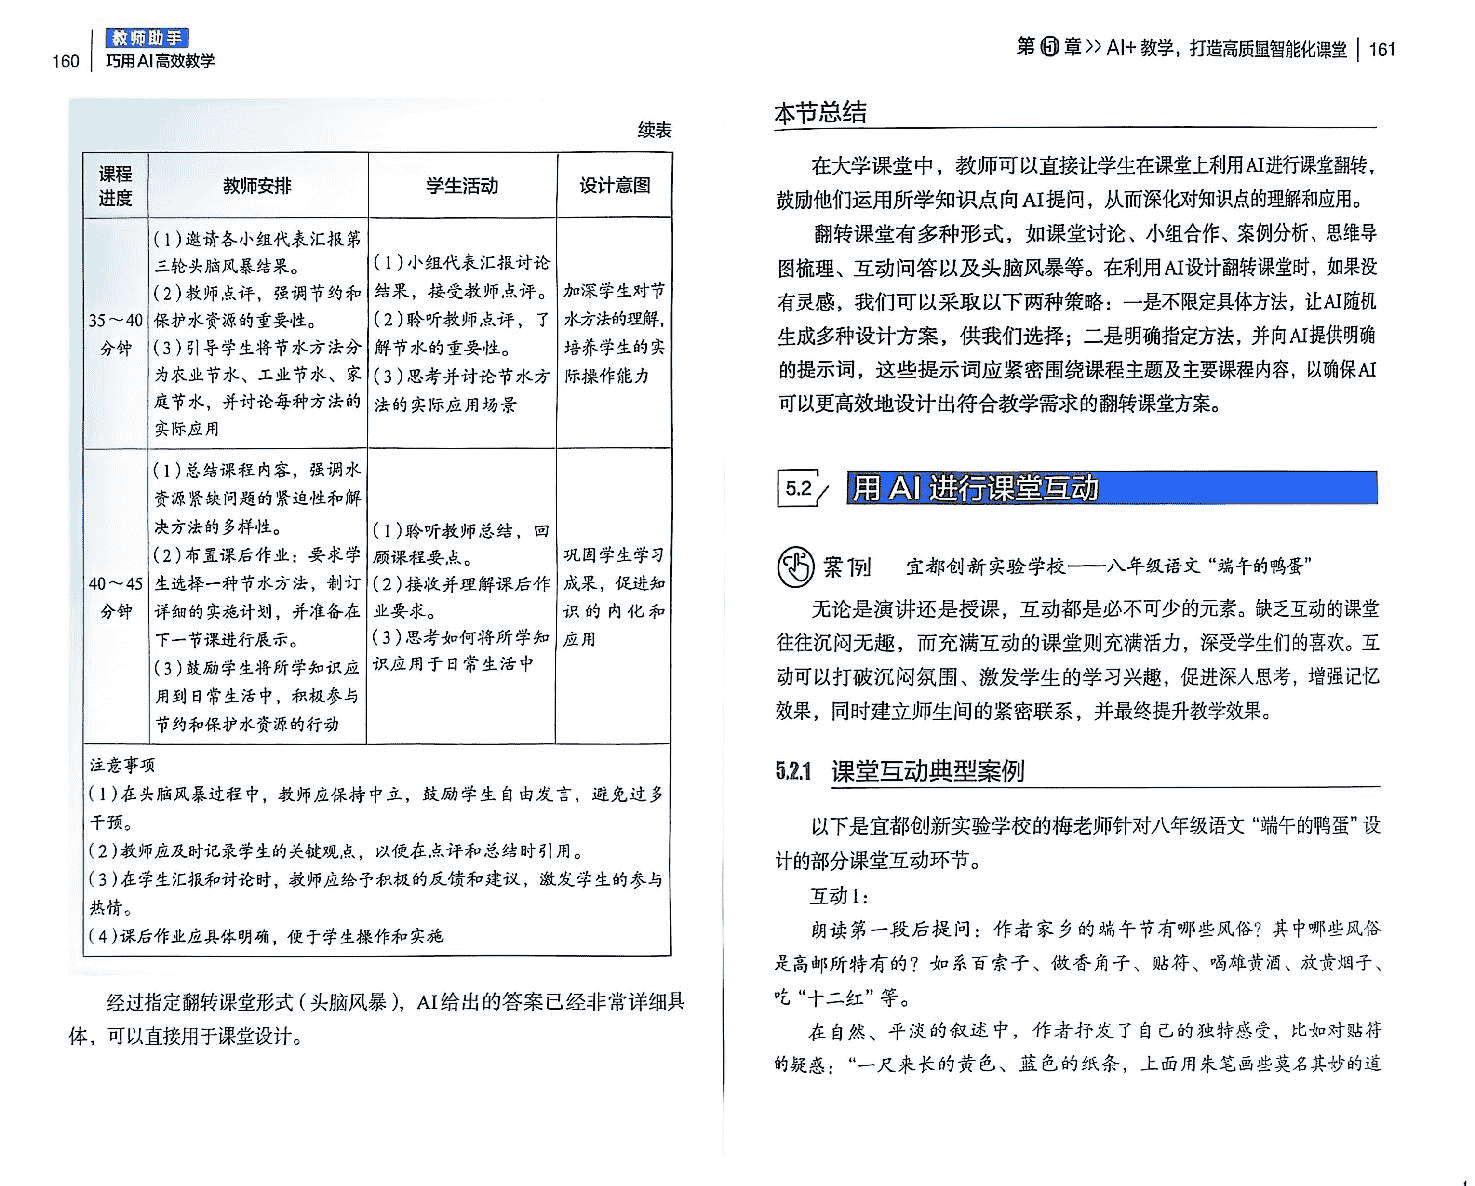 160
教师助手
巧用AI高效教学
续表
课程
进度
教师安排
学生活动
设计意图
35～40
分钟
(1)邀请各小组代表汇报第
三轮头脑风暴结果。
(2)教师点评，强调节约和
保护水资源的重要性。
(3)引导学生将节水方法分
为农业节水、工业节水、家
庭节水，并讨论每种方法的
实际应用
(1)小组代表汇报讨论
结果，接受教师点评。
(2)聆听教师点评，了
解节水的重要性。
(3)思考并讨论节水方
法的实际应用场景
加深学生对节
水方法的理解，
培养学生的实
际操作能力
40～45
分钟
(1)总结课程内容，强调水
资源紧缺问题的紧迫性和解
决方法的多样性。
(2)布置课后作业：要求学
生选择一种节水方法，制订
详细的实施计划，并准备在
下一节课进行展示。
(3)鼓励学生将所学知识应
用到日常生活中，积极参与
节约和保护水资源的行动
(1)聆听教师总结，回
顾课程要点。
(2)接收并理解课后作
业要求。
(3)思考如何将所学知
识应用于日常生活中
巩固学生学习
成果，促进知
识的内化和
应用
注意事项
(1)在头脑风暴过程中，教师应保持中立，鼓励学生自由发言，避免过多
干预。
(2)教师应及时记录学生的关键观点，以便在点评和总结时引用。
(3)在学生汇报和讨论时，教师应给予积极的反馈和建议，激发学生的参与
热情。
(4)课后作业应具体明确，便于学生操作和实施
经过指定翻转课堂形式（头脑风暴），AI给出的答案已经非常详细具
体，可以直接用于课堂设计。
第5章>>AI+教学，打造高质量智能化课堂
161
本节总结
在大学课堂中，教师可以直接让学生在课堂上利用AI进行课堂翻转，
鼓励他们运用所学知识点向AI提问，从而深化对知识点的理解和应用。
翻转课堂有多种形式，如课堂讨论、小组合作、案例分析、思维导
图梳理、互动问答以及头脑风暴等。在利用AI设计翻转课堂时，如果没
有灵感，我们可以采取以下两种策略：一是不限定具体方法，让AI随机
生成多种设计方案，供我们选择；二是明确指定方法，并向AI提供明确
的提示词，这些提示词应紧密围绕课程主题及主要课程内容，以确保AI
可以更高效地设计出符合教学需求的翻转课堂方案。
5.2 用AI进行课堂互动
案例 宜都创新实验学校——八年级语文“端午的鸭蛋”
无论是演讲还是授课，互动都是必不可少的元素。缺乏互动的课堂
往往沉闷无趣，而充满互动的课堂则充满活力，深受学生们的喜欢。互
动可以打破沉闷氛围、激发学生的学习兴趣，促进深入思考，增强记忆
效果，同时建立师生间的紧密联系，并最终提升教学效果。
5.2.1 课堂互动典型案例
以下是宜都创新实验学校的梅老师针对八年级语文“端午的鸭蛋”设
计的部分课堂互动环节。
互动1：
朗读第一段后提问：作者家乡的端午节有哪些风俗？其中哪些风俗
是高邮所特有的？如系百索子、做香角子、贴符、喝雄黄酒、放黄烟子、
吃“十二红”等。
在自然、平淡的叙述中，作者抒发了自己的独特感受，比如对贴符
的疑惑：“一尺来长的黄色、蓝色的纸条，上面用朱笔画些莫名其妙的道